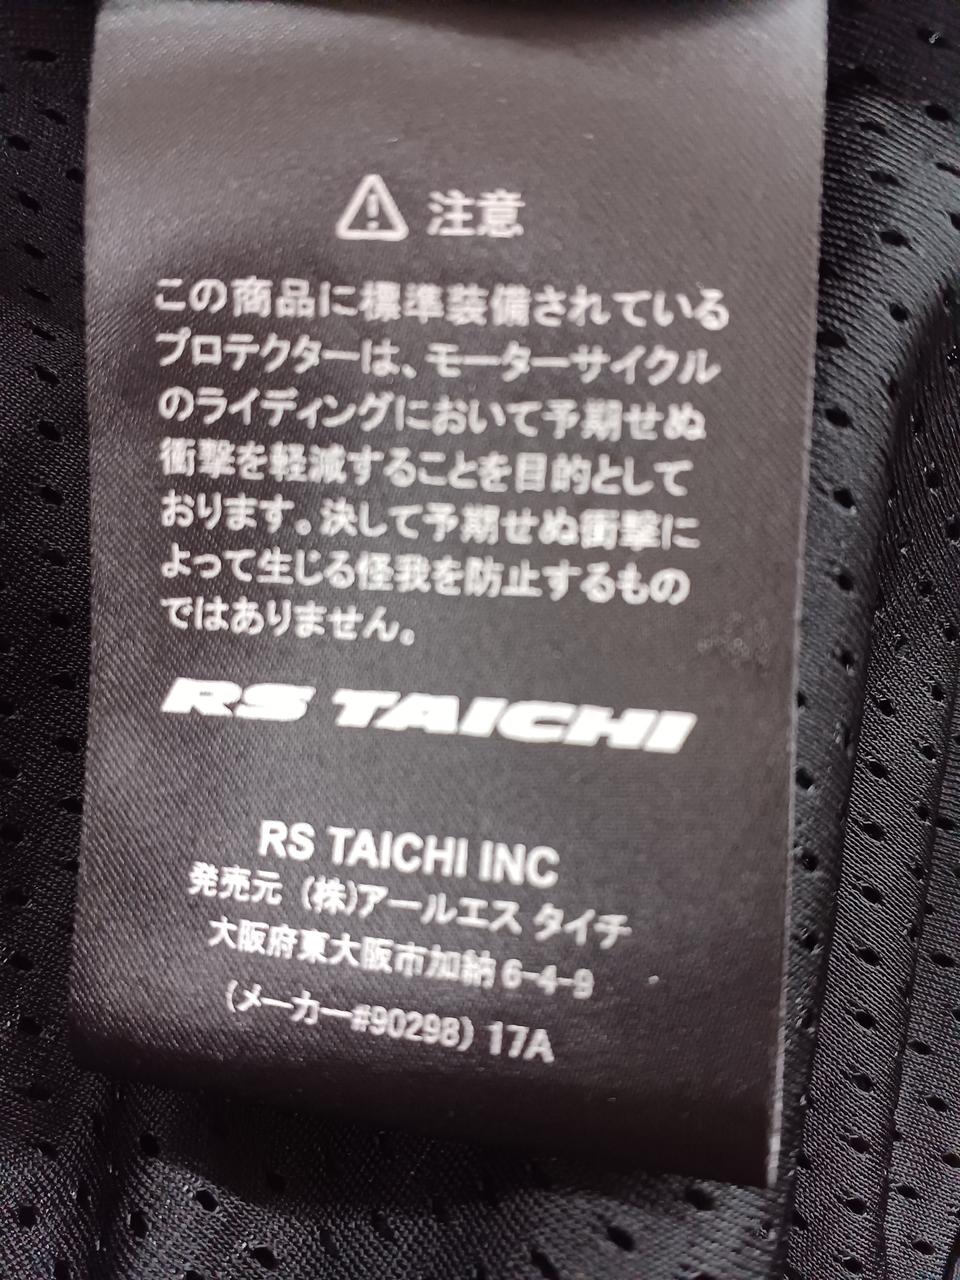 注意
この商品に標準装備されている
プロテクターは、モーターサイクル
のライディングにおいて予期せぬ
衝撃を軽減することを目的として
おります。決して予期せぬ衝撃に
よって生じる怪我を防止するもの
ではありません。
RS TAICHI
RS TAICHI INC
発売元 (株)アールエス タイチ
大阪府東大阪市加納 6-4-9
(メーカー#90298) 17A